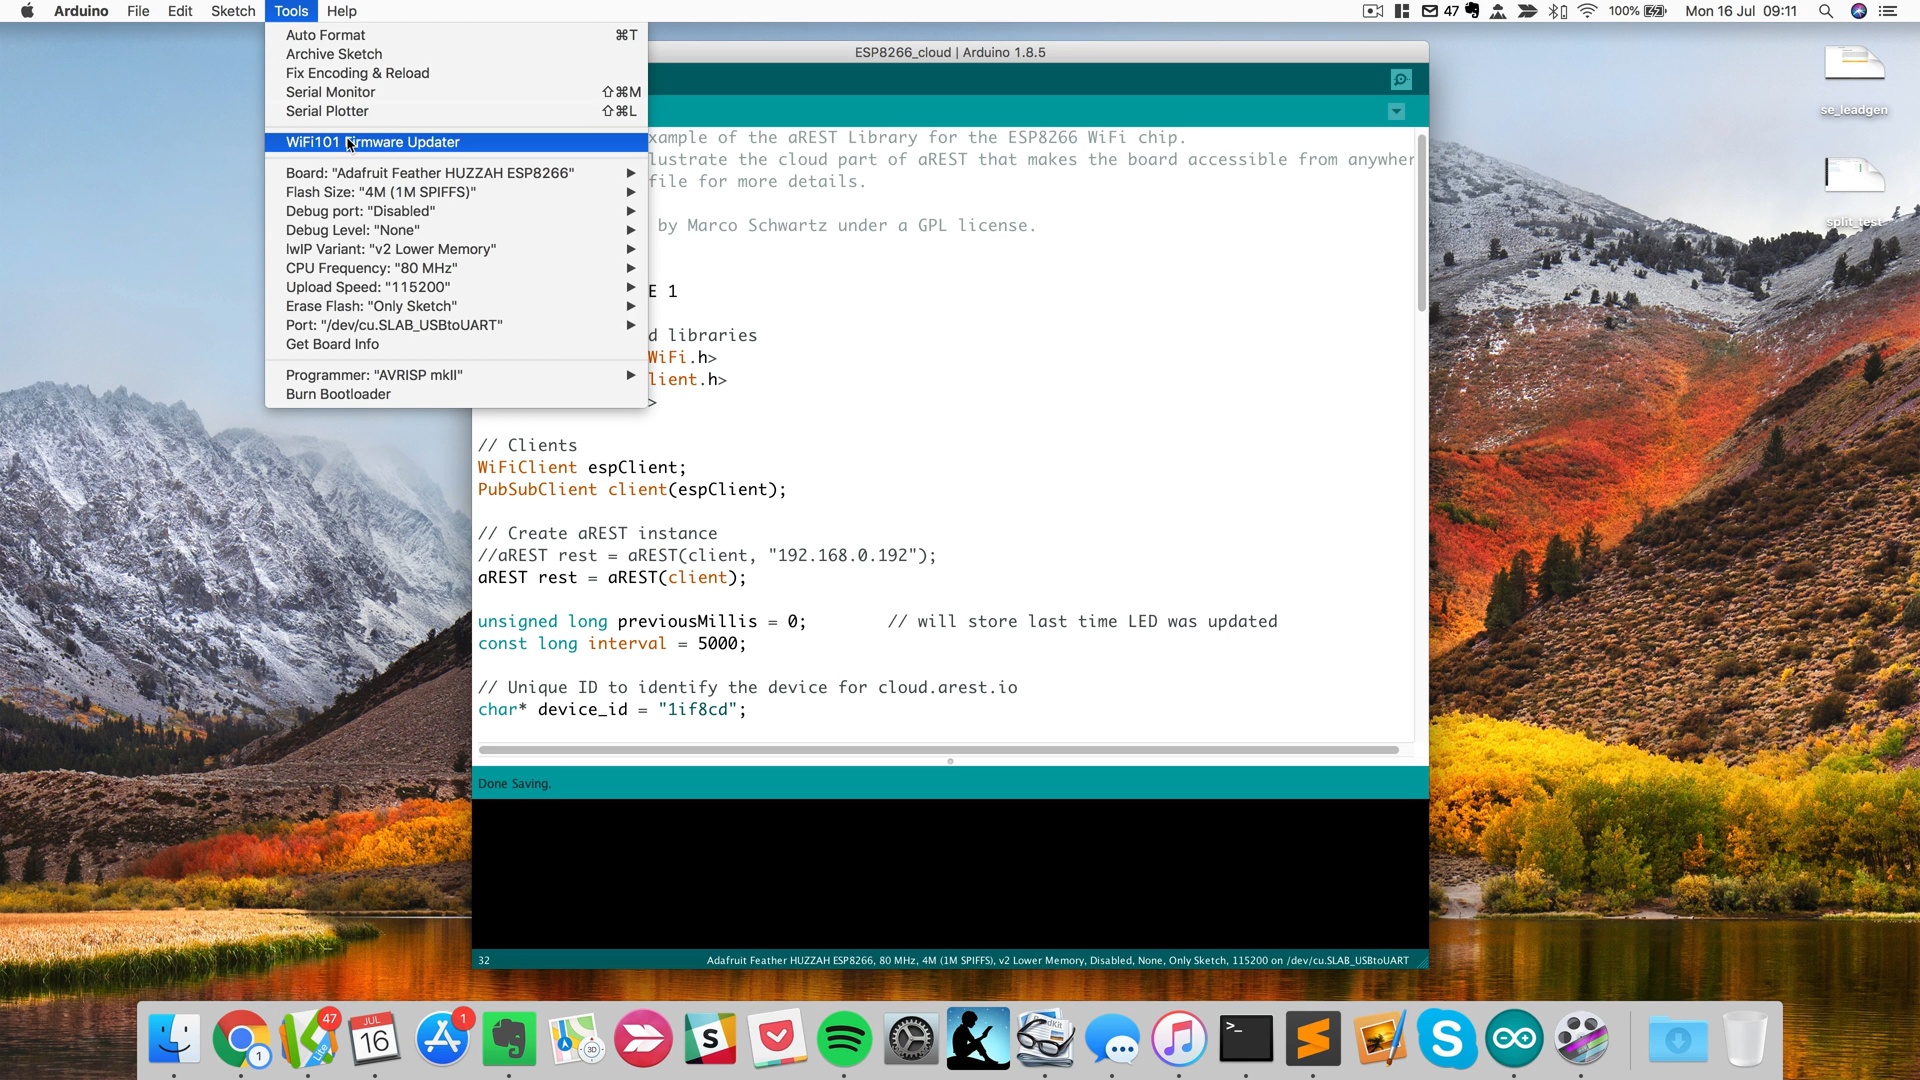 Arduino File Edit Sketch Tools Help
47 100% Mon 16 Jul 09:11
Auto Format ⌘T
Archive Sketch
Fix Encoding & Reload
Serial Monitor ⇧⌘M
Serial Plotter ⇧⌘L
WiFi101 Firmware Updater
Board: "Adafruit Feather HUZZAH ESP8266"
Flash Size: "4M (1M SPIFFS)"
Debug port: "Disabled"
Debug Level: "None"
lwIP Variant: "v2 Lower Memory"
CPU Frequency: "80 MHz"
Upload Speed: "115200"
Erase Flash: "Only Sketch"
Port: "/dev/cu.SLAB_USBtoUART"
Get Board Info
Programmer: "AVRISP mkII"
Burn Bootloader
ESP8266_cloud | Arduino 1.8.5
xample of the aREST Library for the ESP8266 WiFi chip.
lustrate the cloud part of aREST that makes the board accessible from anywher
file for more details.
by Marco Schwartz under a GPL license.
E 1
d libraries
WiFi.h>
lient.h>
>
// Clients
WiFiClient espClient;
PubSubClient client(espClient);
// Create aREST instance
//aREST rest = aREST(client, "192.168.0.192");
aREST rest = aREST(client);
unsigned long previousMillis = 0; // will store last time LED was updated
const long interval = 5000;
// Unique ID to identify the device for cloud.arest.io
char* device_id = "1if8cd";
Done Saving.
32 Adafruit Feather HUZZAH ESP8266, 80 MHz, 4M (1M SPIFFS), v2 Lower Memory, Disabled, None, Only Sketch, 115200 on /dev/cu.SLAB_USBtoUART
se_leadgen
split_test
1
47
Lite
JUL
16
1
3D
S
>_
S